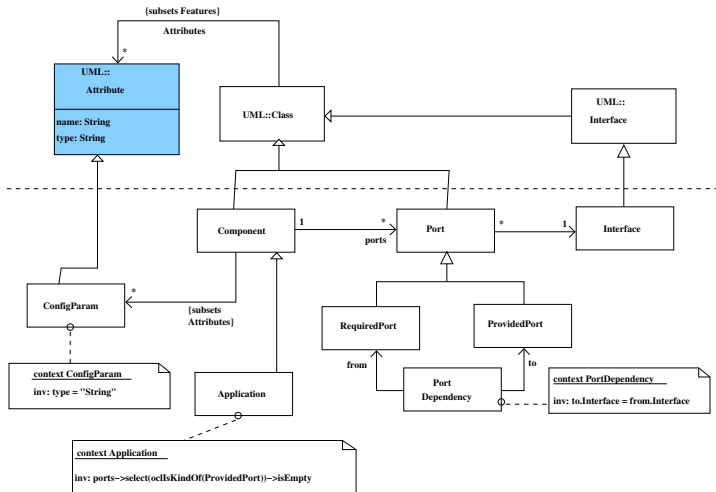 {subsets Features}
Attributes
*
UML::
Attribute
name: String
type: String
UML::Class
UML::
Interface
Component
1
*
ports
Port
*
1
Interface
ConfigParam
*
{subsets
Attributes}
RequiredPort
ProvidedPort
from
to
Port
Dependency
context ConfigParam
inv: type = "String"
Application
context PortDependency
inv: to.Interface = from.Interface
context Application
inv: ports->select(oclIsKindOf(ProvidedPort))->isEmpty